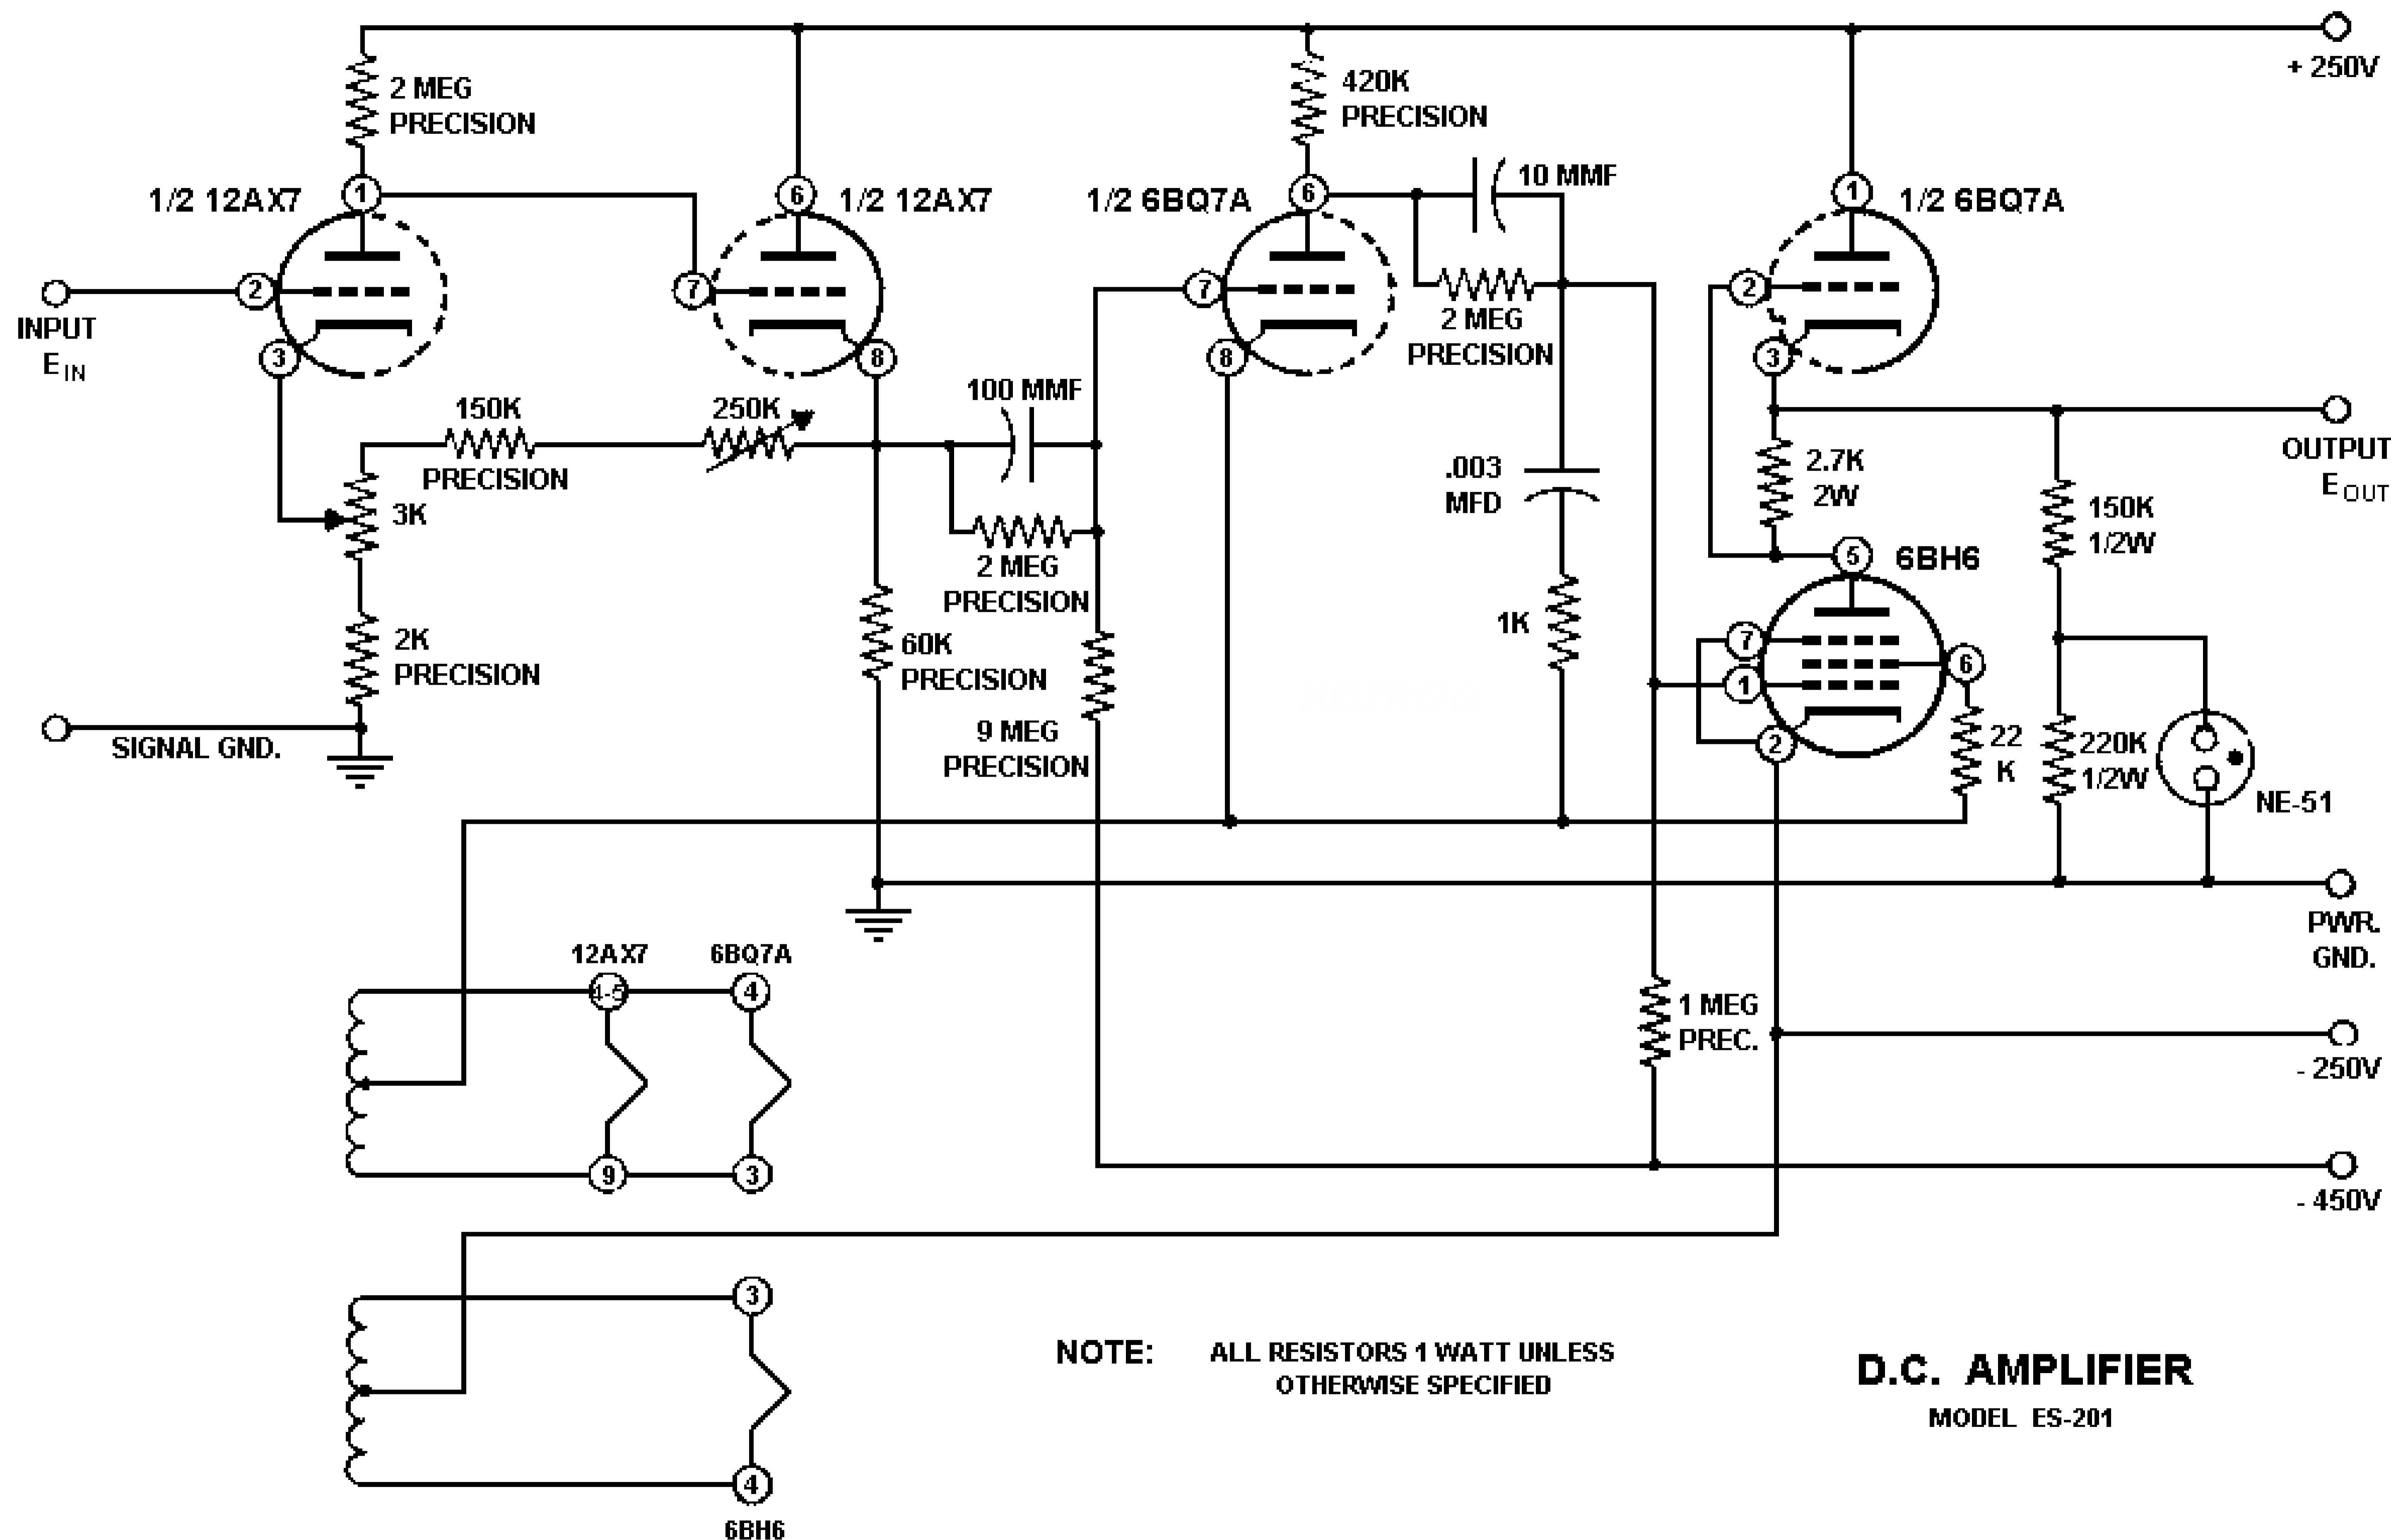 + 250V
2 MEG
PRECISION
420K
PRECISION
1/2 12AX7
1
6
1/2 12AX7
1/2 6BQ7A
6
10 MMF
1
1/2 6BQ7A
2
7
7
2
INPUT
E IN
3
8
8
2 MEG
PRECISION
3
100 MMF
150K
PRECISION
250K
OUTPUT
E OUT
3K
.003
MFD
2.7K
2W
150K
1/2W
2 MEG
PRECISION
5
6BH6
2K
PRECISION
60K
PRECISION
1K
7
6
1
9 MEG
PRECISION
2
22
K
220K
1/2W
NE-51
SIGNAL GND.
PWR.
GND.
12AX7
6BQ7A
4-5
4
1 MEG
PREC.
- 250V
9
3
- 450V
3
4
6BH6
NOTE: ALL RESISTORS 1 WATT UNLESS
OTHERWISE SPECIFIED
D.C. AMPLIFIER
MODEL ES-201